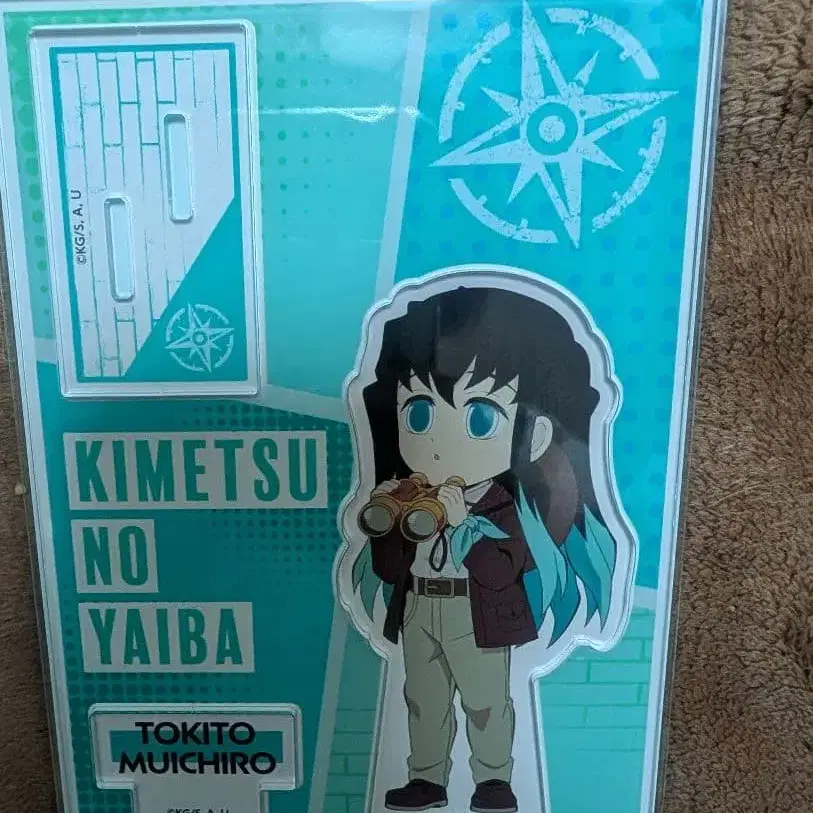 ©KG/S, A, U
KIMETSU
NO
YAIBA
TOKITO
MUICHIRO
©KG/S, A, U